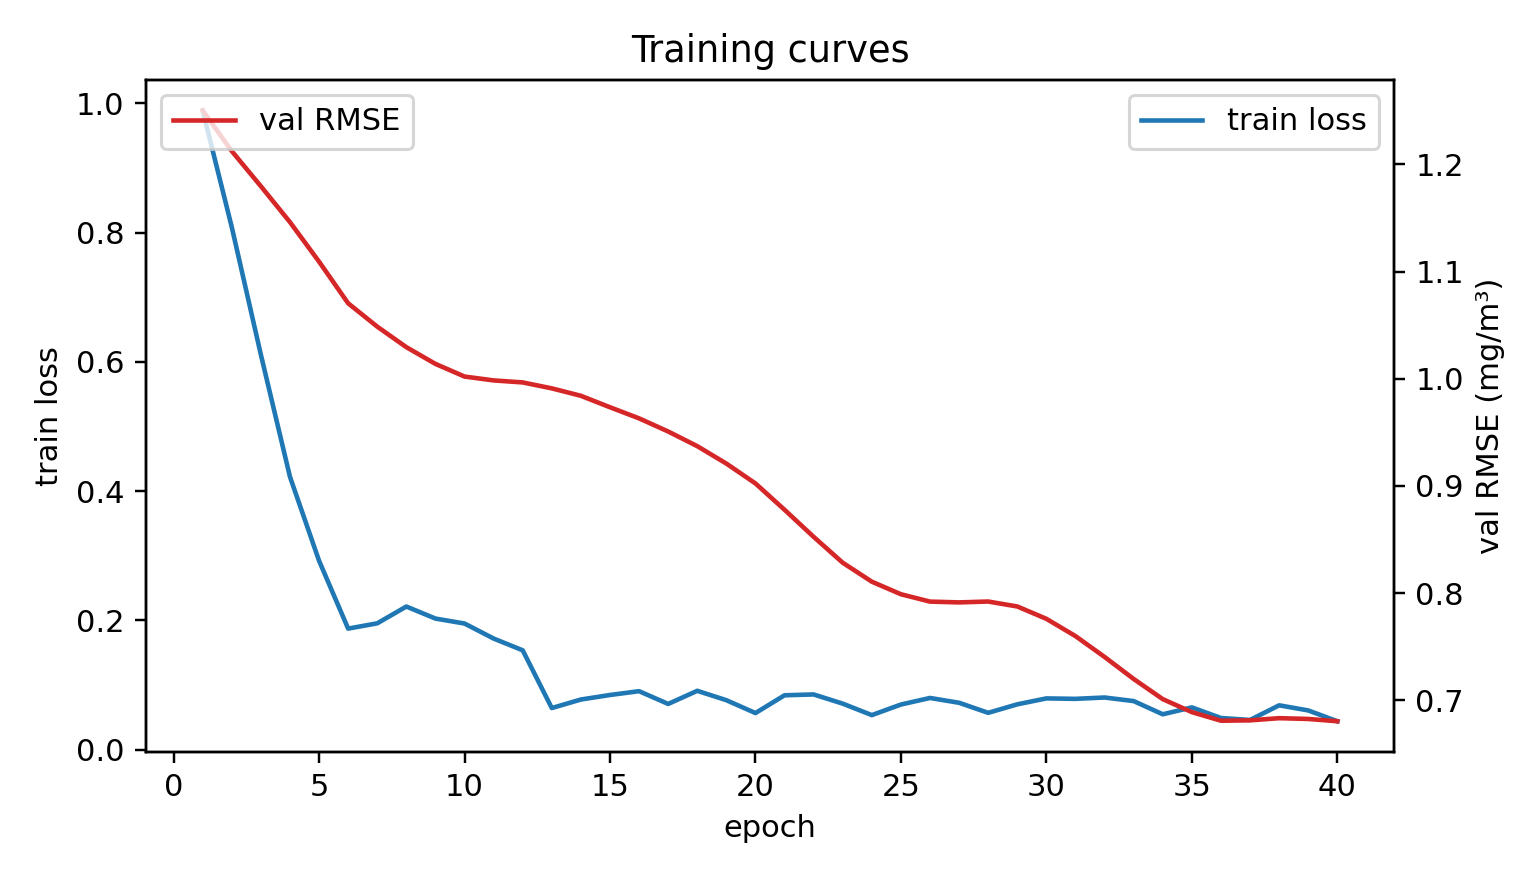 Training curves
val RMSE
train loss
1.0
0.8
0.6
0.4
0.2
0.0
train loss
1.2
1.1
1.0
0.9
0.8
0.7
val RMSE (mg/m³)
0 5 10 15 20 25 30 35 40
epoch